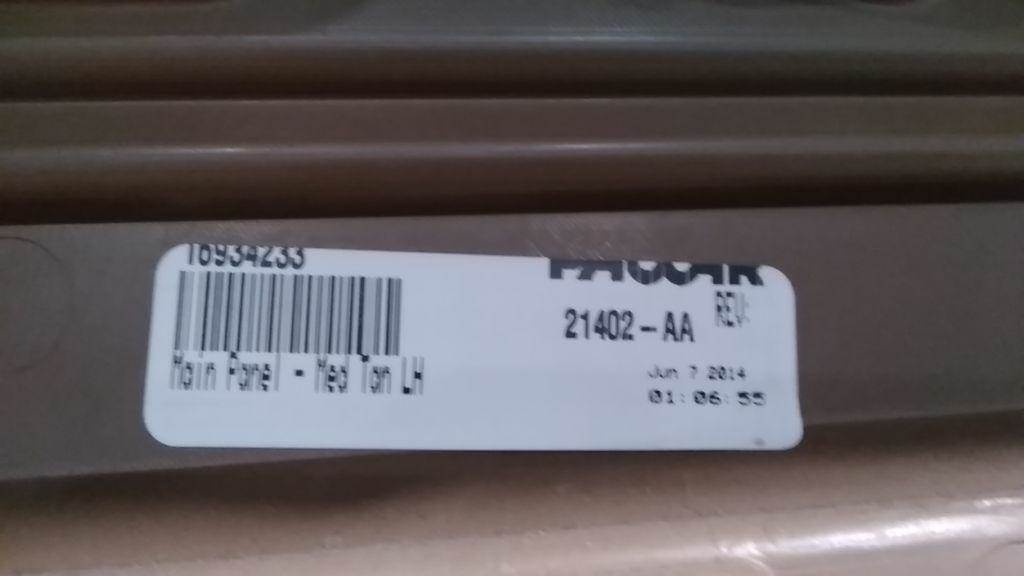 16934233
PACCAR
REV:
21402-AA
Main Panel - Med Tan LH
Jun 7 2014
01:06:55